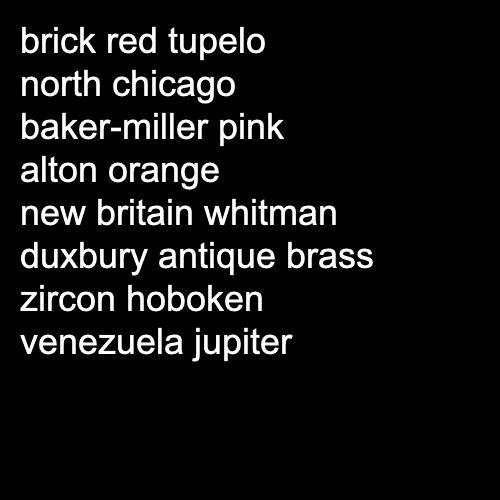 brick red tupelo
north chicago
baker-miller pink
alton orange
new britain whitman
duxbury antique brass
zircon hoboken
venezuela jupiter